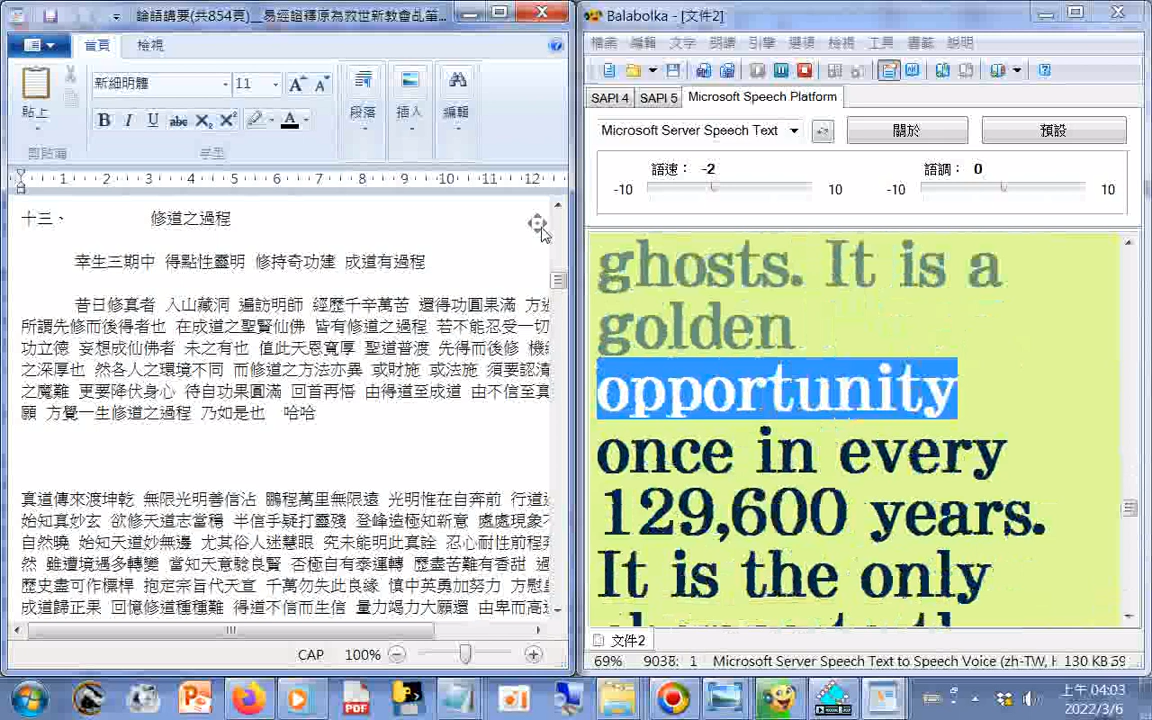 論語講要(共854頁)__易經證釋原為救世新教會乩筆...
首頁 檢視
新細明體 11
貼上 段落 插入 編輯
剪貼簿 字型
1 2 3 4 5 6 7 8 9 10 11 12
十三、 修道之過程
幸生三期中 得點性靈明 修持奇功建 成道有過程
昔日修真者 入山藏洞 遍訪明師 經歷千辛萬苦 還得功圓果滿 方
所謂先修而後得者也 在成道之聖賢仙佛 皆有修道之過程 若不能忍受一切
功立德 妄想成仙佛者 未之有也 值此天恩寬厚 聖道普渡 先得而後修 機
之深厚也 然各人之環境不同 而修道之方法亦異 或財施 或法施 須要認清
之魔難 更要降伏身心 待自功果圓滿 回首再悟 由得道至成道 由不信至真
願 方覺一生修道之過程 乃如是也 哈哈
真道傳來渡坤乾 無限光明善信沾 鵬程萬里無限遠 光明惟在自奔前 行道
始知真妙玄 欲修天道志當穩 半信乎疑打靈殘 登峰造極知新意 處處現象
自然曉 始知天道妙無邊 尤其俗人迷慧眼 究未能明此真詮 忍心耐性前程
然 雖遭境遇多轉變 當知天意驗良賢 否極自有泰運轉 歷盡苦難有香甜 過
歷史盡可作標桿 抱定宗旨代天宣 千萬勿失此良緣 慎中英勇加努力 方慰
成道歸正果 回憶修道種種難 得道不信而生信 量力竭力大願還 由卑而高
CAP 100%
Balabolka - [文件2]
檔案 編輯 文字 朗讀 引擎 選項 檢視 工具 書籤 說明
SAPI 4 SAPI 5 Microsoft Speech Platform
Microsoft Server Speech Text 關於 預設
語速： -2 語調： 0
-10 10 -10 10
ghosts. It is a
golden
opportunity
once in every
129,600 years.
It is the only
文件2
69% 9038: 1 Microsoft Server Speech Text to Speech Voice (zh-TW, H 130 KB
上午 04:03
2022/3/6